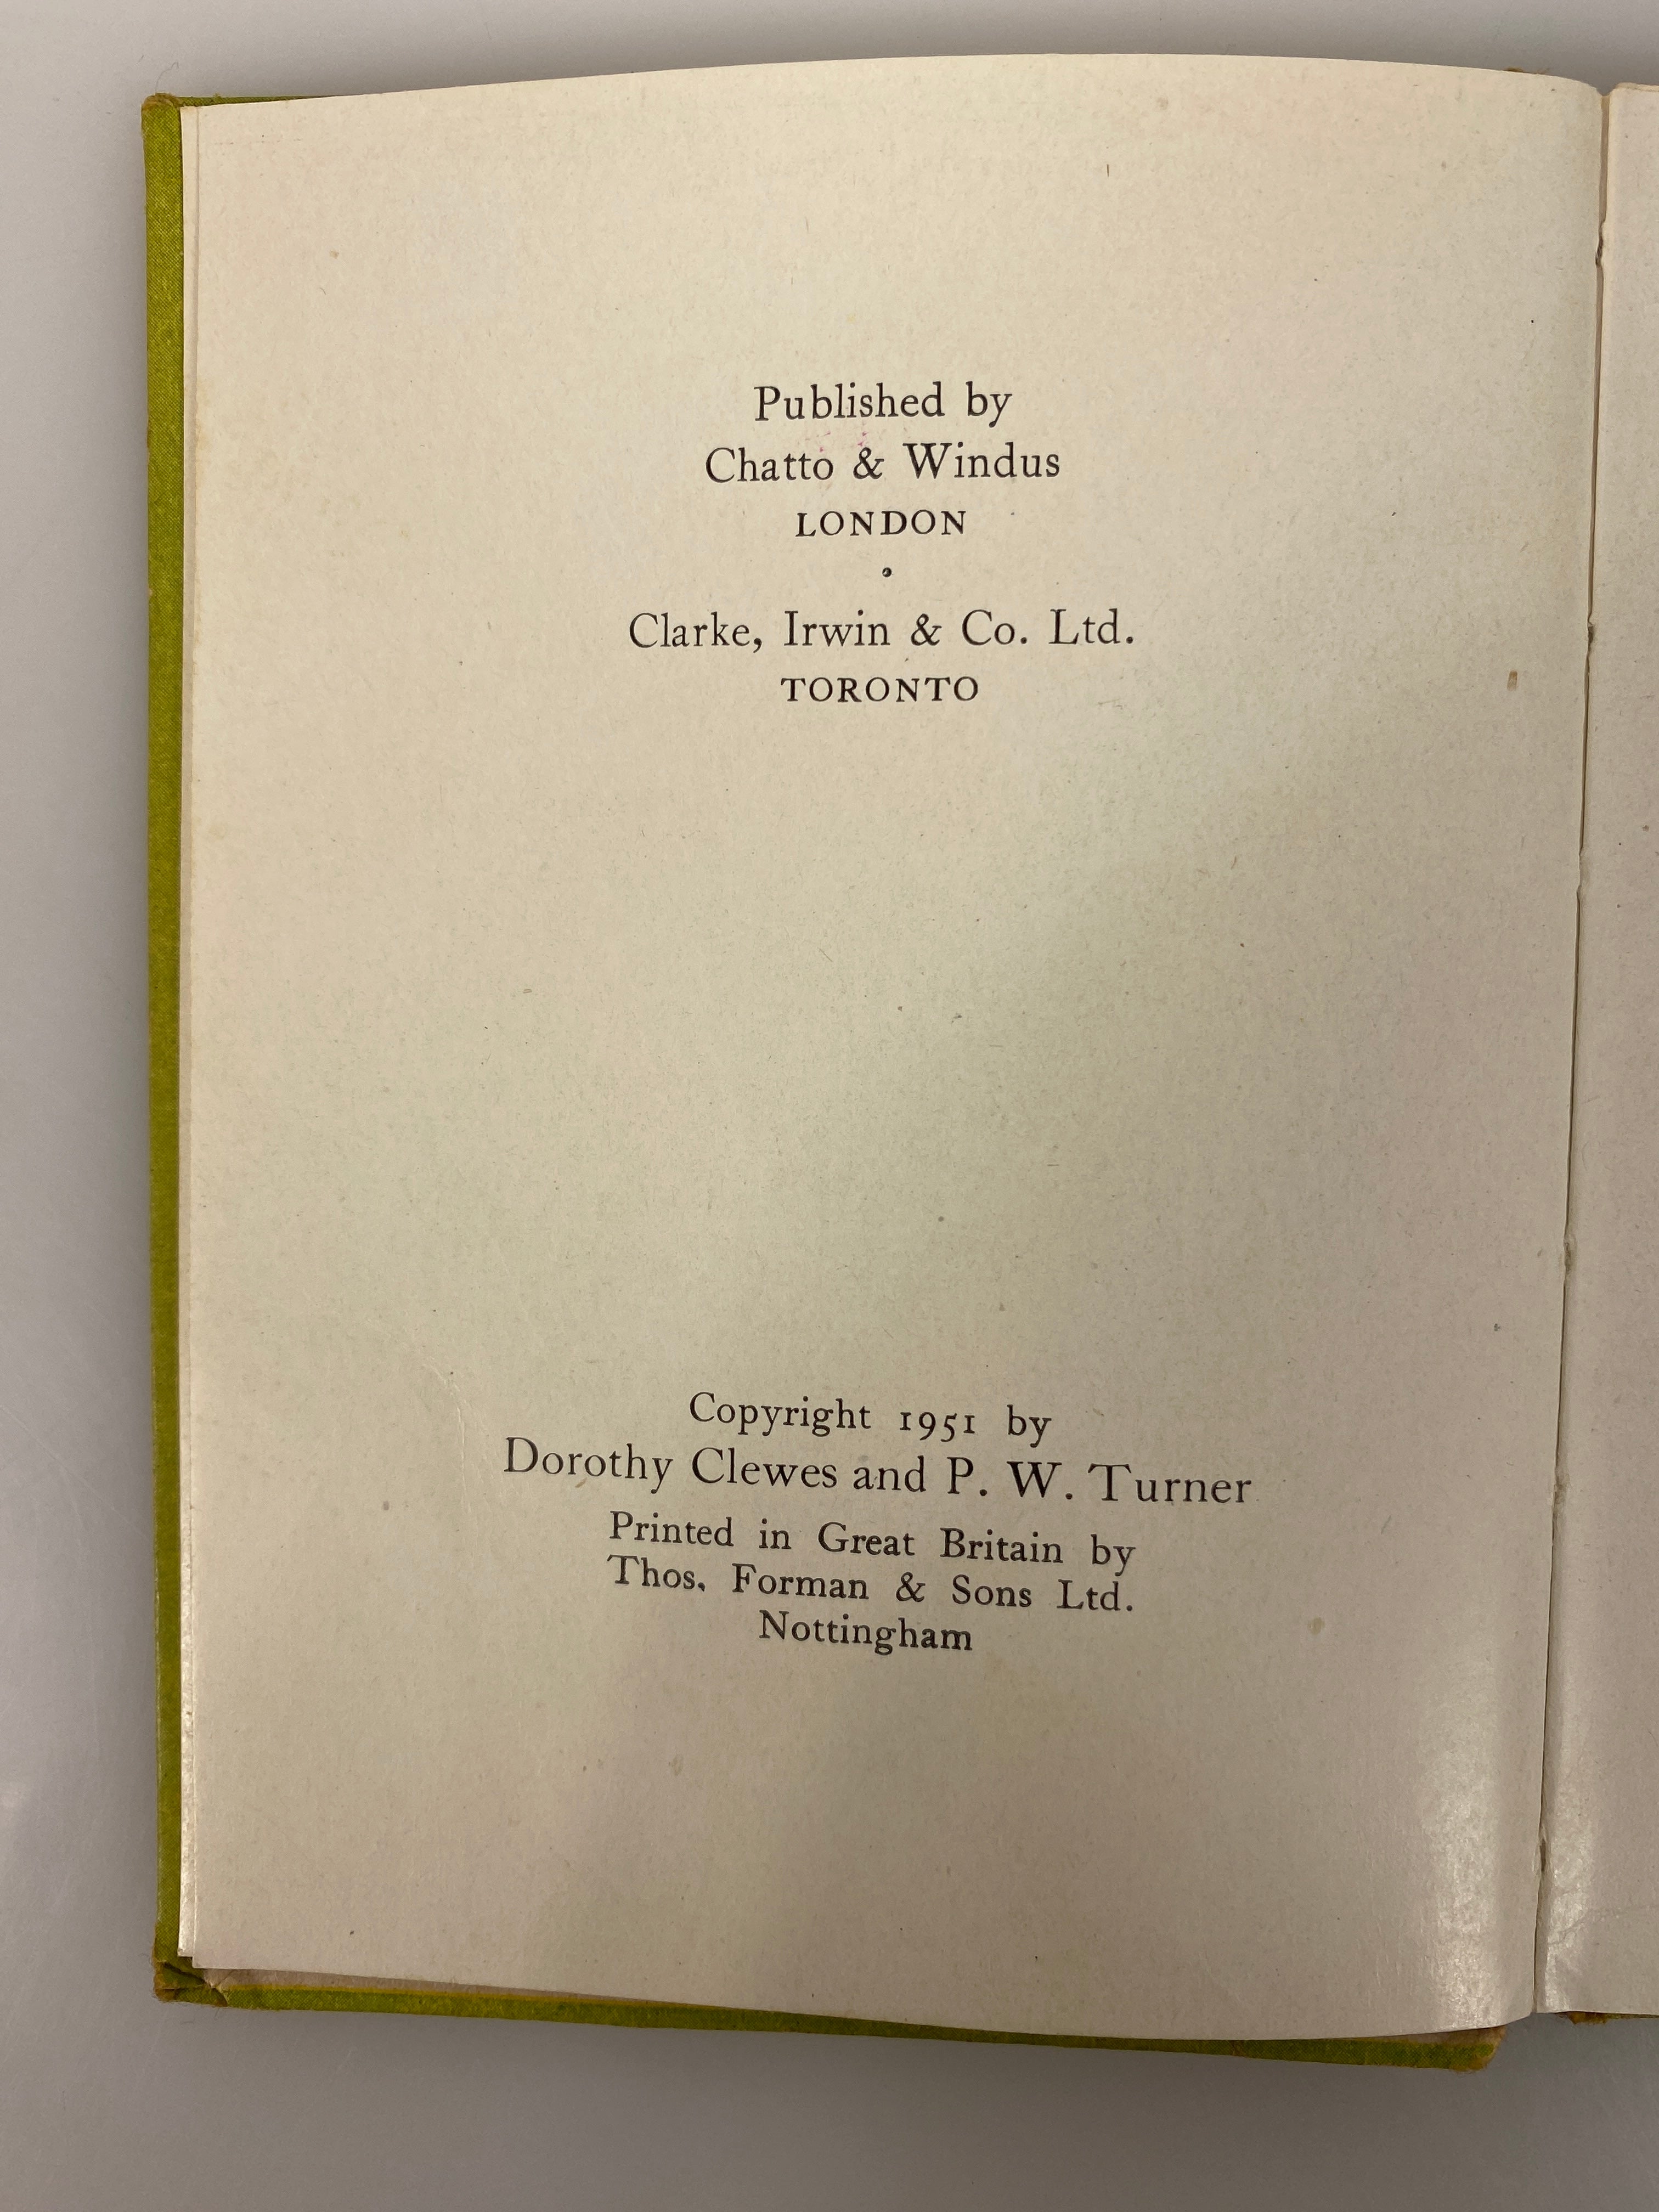 Published by
Chatto & Windus
LONDON
•
Clarke, Irwin & Co. Ltd.
TORONTO
Copyright 1951 by
Dorothy Clewes and P. W. Turner
Printed in Great Britain by
Thos. Forman & Sons Ltd.
Nottingham